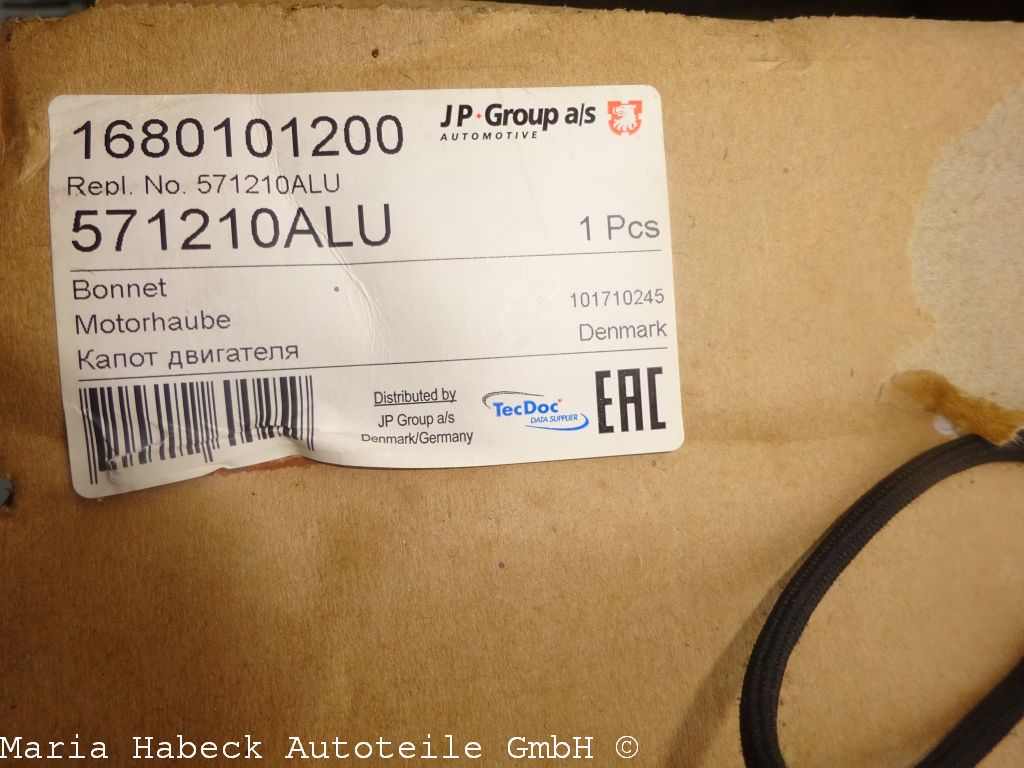 1680101200
JP Group a/s
AUTOMOTIVE
Repl. No. 571210ALU
571210ALU
1 Pcs
Bonnet
Motorhaube
101710245
Капот двигателя
Denmark
Distributed by
JP Group a/s
Denmark/Germany
TecDoc
DATA SUPPLIER
EAC
Maria Habeck Autoteile GmbH ©